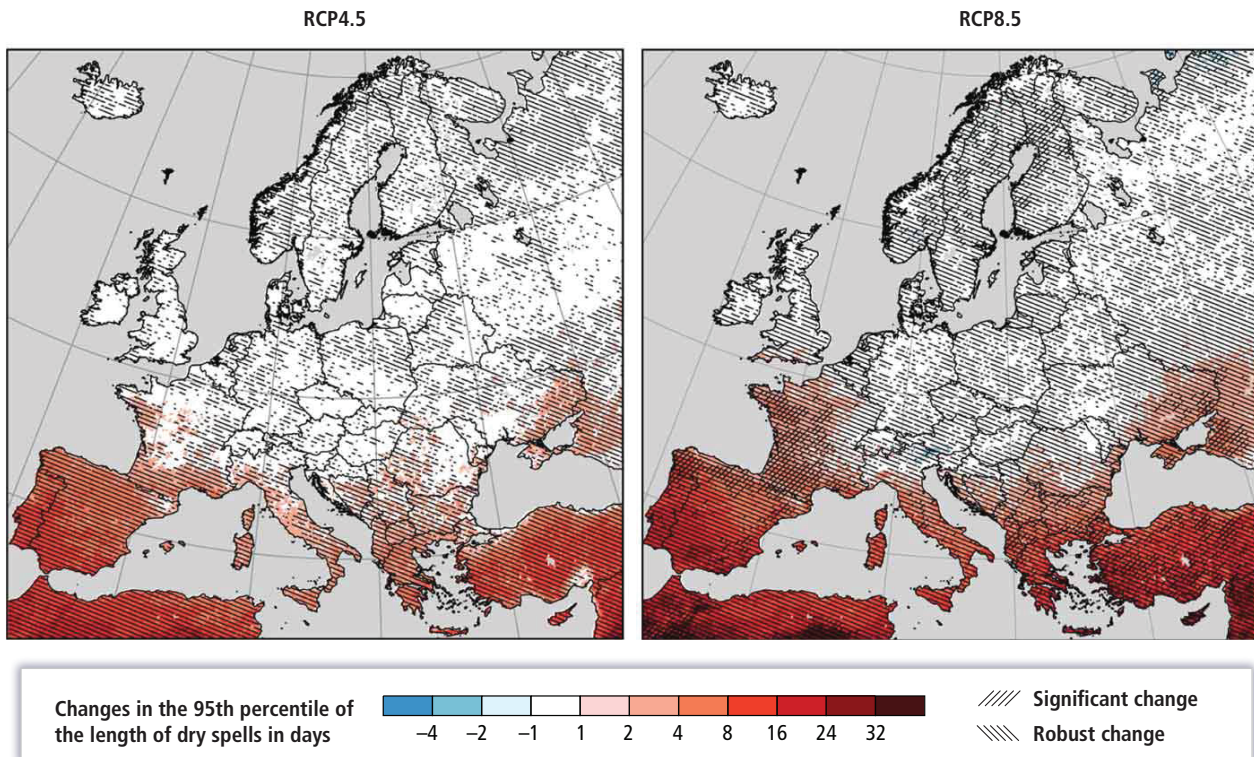 RCP4.5
RCP8.5
Changes in the 95th percentile of
the length of dry spells in days
–4 –2 –1 1 2 4 8 16 24 32
Significant change
Robust change